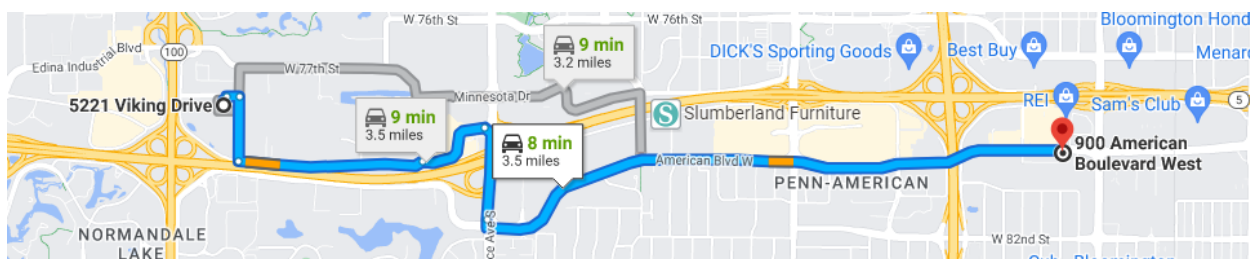 W 76th St
W 76th St
Bloomington Hond
Edina Industrial Blvd
100
9 min
3.2 miles
DICK'S Sporting Goods
Best Buy
Menar
W 77th St
5221 Viking Drive
Minnesota Dr
REI
Sam's Club
5
9 min
3.5 miles
S
Slumberland Furniture
8 min
3.5 miles
American Blvd W
900 American
Boulevard West
PENN-AMERICAN
NORMANDALE
LAKE
ce Ave S
W 82nd St